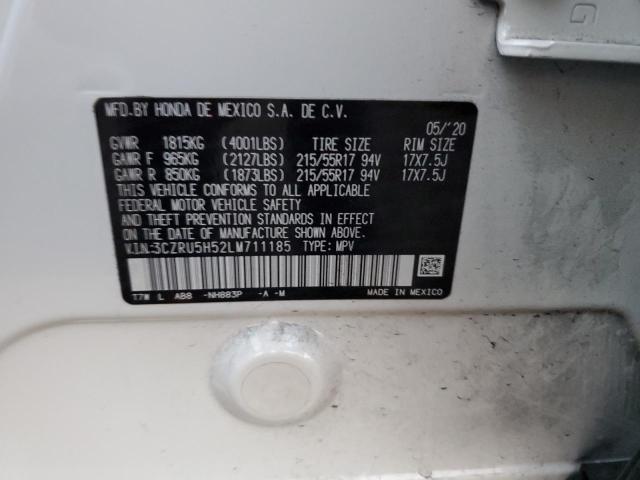 MFD.BY HONDA DE MEXICO S.A. DE C.V.
05/'20
GVWR 1815KG (4001LBS) TIRE SIZE RIM SIZE
GAWR F 965KG (2127LBS) 215/55R17 94V 17X7.5J
GAWR R 850KG (1873LBS) 215/55R17 94V 17X7.5J
THIS VEHICLE CONFORMS TO ALL APPLICABLE
FEDERAL MOTOR VEHICLE SAFETY, BUMPER,
AND THEFT PREVENTION STANDARDS IN EFFECT
ON THE DATE OF MANUFACTURE SHOWN ABOVE.
V.I.N:3CZRU5H52LM711185 TYPE: MPV
T7W L AB8 -NH883P -A -M MADE IN MEXICO
G